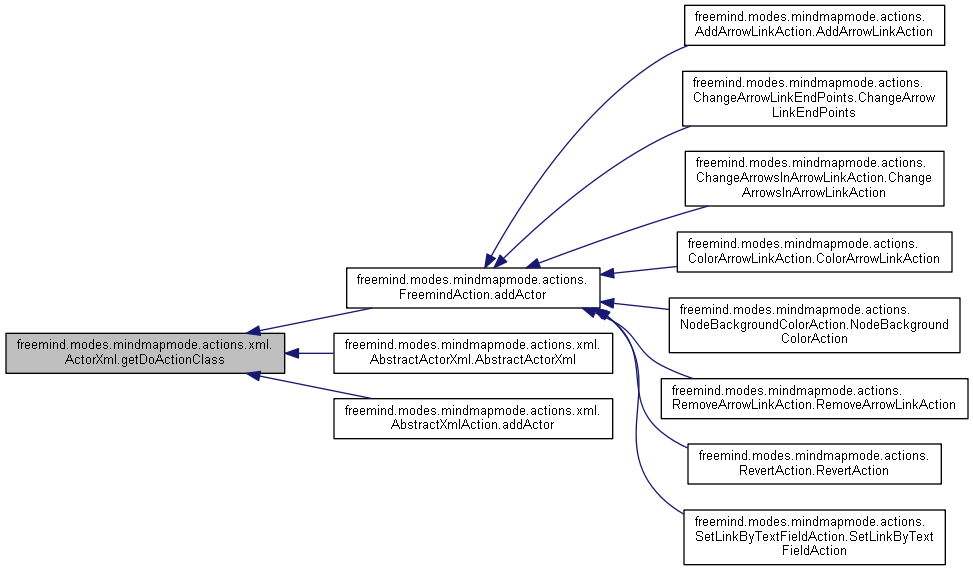 freemind.modes.mindmapmode.actions.
AddArrowLinkAction.AddArrowLinkAction
freemind.modes.mindmapmode.actions.
ChangeArrowLinkEndPoints.ChangeArrow
LinkEndPoints
freemind.modes.mindmapmode.actions.
ChangeArrowsInArrowLinkAction.Change
ArrowsInArrowLinkAction
freemind.modes.mindmapmode.actions.
ColorArrowLinkAction.ColorArrowLinkAction
freemind.modes.mindmapmode.actions.
FreemindAction.addActor
freemind.modes.mindmapmode.actions.
NodeBackgroundColorAction.NodeBackground
ColorAction
freemind.modes.mindmapmode.actions.xml.
ActorXml.getDoActionClass
freemind.modes.mindmapmode.actions.xml.
AbstractActorXml.AbstractActorXml
freemind.modes.mindmapmode.actions.
RemoveArrowLinkAction.RemoveArrowLinkAction
freemind.modes.mindmapmode.actions.xml.
AbstractXmlAction.addActor
freemind.modes.mindmapmode.actions.
RevertAction.RevertAction
freemind.modes.mindmapmode.actions.
SetLinkByTextFieldAction.SetLinkByText
FieldAction